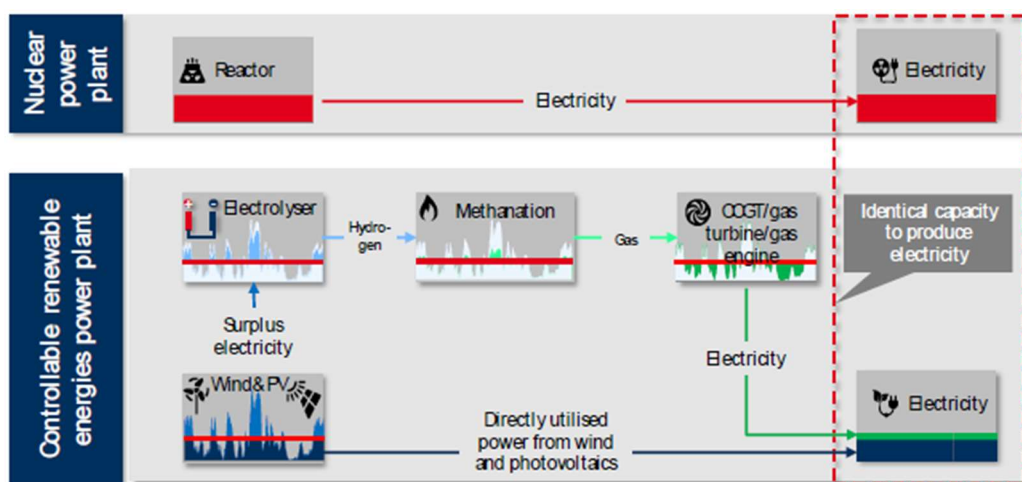 Nuclear
power
plant
Reactor
Electricity
Electricity
Controllable renewable
energies power plant
Electrolyser
Hydro-
gen
Methanation
Gas
CCGT/gas
turbine/gas
engine
Identical capacity
to produce
electricity
Surplus
electricity
Electricity
Wind & PV
Directly utilised
power from wind
and photovoltaics
Electricity